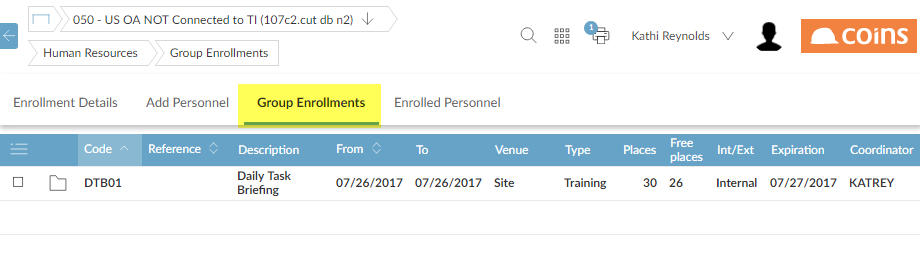 050 - US OA NOT Connected to TI (107c2.cut db n2)
1
Kathi Reynolds
coins
Human Resources
Group Enrollments
Enrollment Details
Add Personnel
Group Enrollments
Enrolled Personnel
Code
Reference
Description
From
To
Venue
Type
Places
Free
places
Int/Ext
Expiration
Coordinator
DTB01
Daily Task
Briefing
07/26/2017
07/26/2017
Site
Training
30
26
Internal
07/27/2017
KATREY